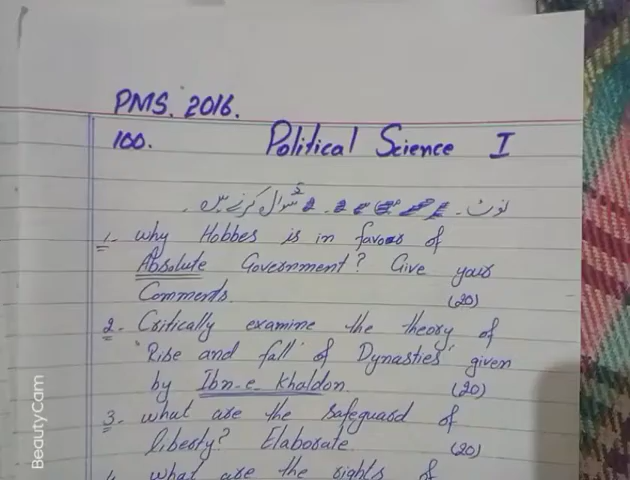 PMS. 2016.
100. Political Science I
نوٹ۔ سوال کرنے ہیں۔
1. Why Hobbes is in favour of
Absolute Government? Give your
Comments. (20)
2. Critically examine the theory of
'Rise and fall of Dynasties' given
by Ibn-e-Khaldon. (20)
3. What are the safeguard of
liberty? Elaborate (20)
4. What are the rights of
BeautyCam